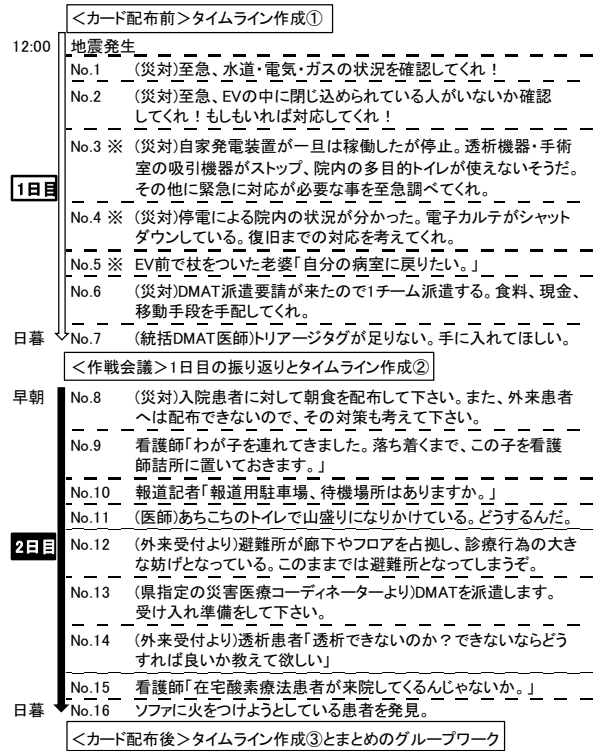 <カード配布前>タイムライン作成①
12:00 地震発生
No.1 (災対)至急、水道・電気・ガスの状況を確認してくれ！
No.2 (災対)至急、EVの中に閉じ込められている人がいないか確認
してくれ！もしもいれば対応してくれ！
No.3 ※ (災対)自家発電装置が一旦は稼働したが停止。透析機器・手術
室の吸引機器がストップ、院内の多目的トイレが使えないそうだ。
その他に緊急に対応が必要な事を至急調べてくれ。
1日目
No.4 ※ (災対)停電による院内の状況が分かった。電子カルテがシャット
ダウンしている。復旧までの対応を考えてくれ。
No.5 ※ EV前で杖をついた老婆「自分の病室に戻りたい。」
No.6 (災対)DMAT派遣要請が来たので1チーム派遣する。食料、現金、
移動手段を手配してくれ。
日暮 No.7 (統括DMAT医師)トリアージタグが足りない。手に入れてほしい。
<作戦会議>1日目の振り返りとタイムライン作成②
早朝 No.8 (災対)入院患者に対して朝食を配布して下さい。また、外来患者
へは配布できないので、その対策も考えて下さい。
No.9 看護師「わが子を連れてきました。落ち着くまで、この子を看護
師詰所に置いておきます。」
No.10 報道記者「報道用駐車場、待機場所はありますか。」
No.11 (医師)あちこちのトイレで山盛りになりかけている。どうするんだ。
2日目 No.12 (外来受付より)避難所が廊下やフロアを占拠し、診療行為の大き
な妨げとなっている。このままでは避難所となってしまうぞ。
No.13 (県指定の災害医療コーディネーターより)DMATを派遣します。
受け入れ準備をして下さい。
No.14 (外来受付より)透析患者「透析できないのか？できないならどう
すれば良いか教えて欲しい」
No.15 看護師「在宅酸素療法患者が来院してくるんじゃないか。」
日暮 No.16 ソファに火をつけようとしている患者を発見。
<カード配布後>タイムライン作成③とまとめのグループワーク